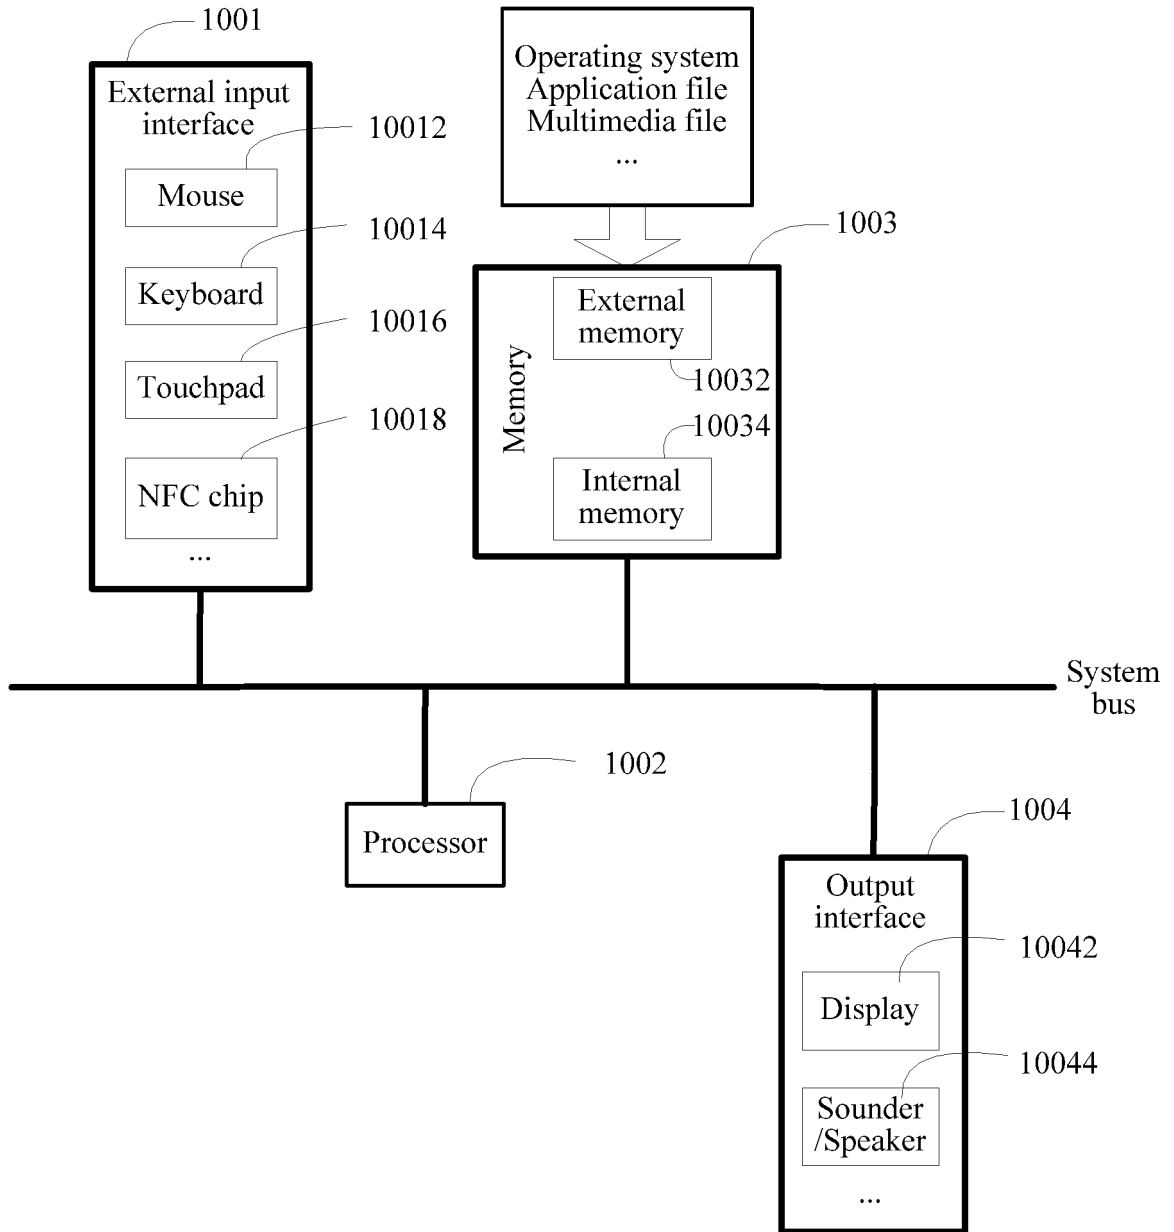 1001
External input
interface
10012
Mouse
10014
Keyboard
10016
Touchpad
10018
NFC chip
...
Operating system
Application file
Multimedia file
...
1003
Memory
External
memory
10032
10034
Internal
memory
System
bus
1002
Processor
1004
Output
interface
10042
Display
10044
Sounder
/Speaker
...